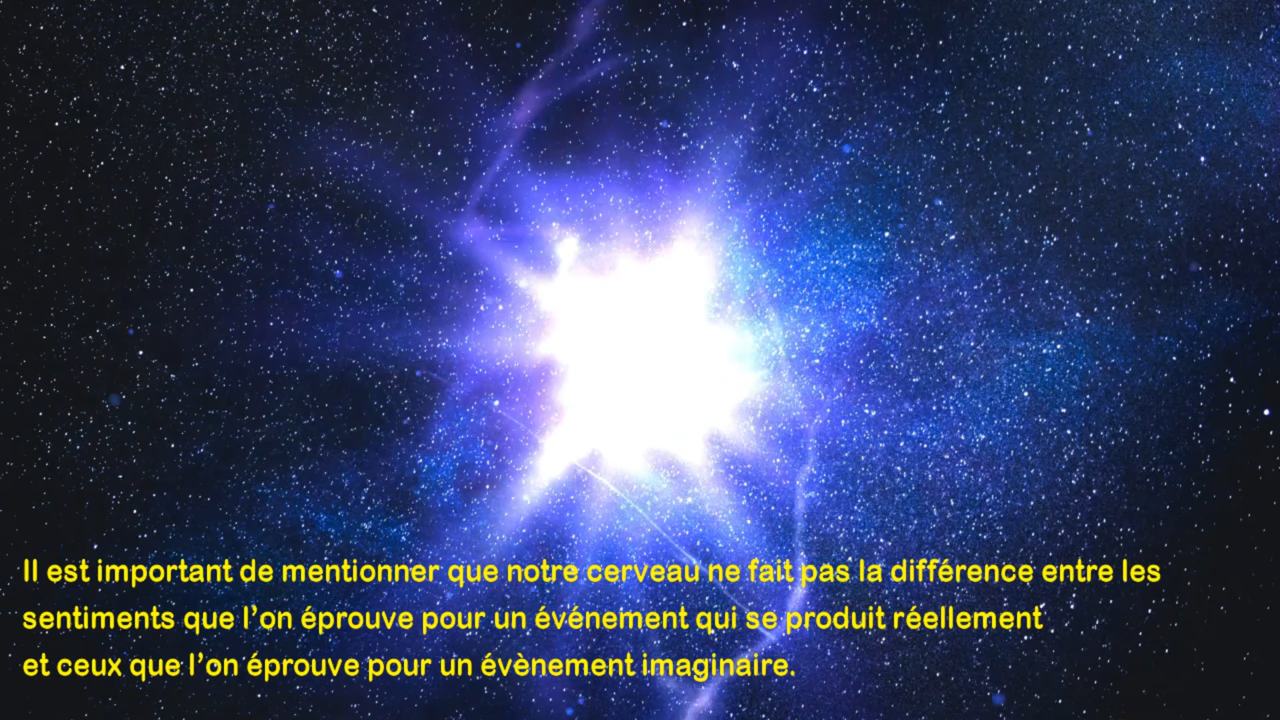 Il est important de mentionner que notre cerveau ne fait pas la différence entre les
sentiments que l’on éprouve pour un événement qui se produit réellement
et ceux que l’on éprouve pour un évènement imaginaire.